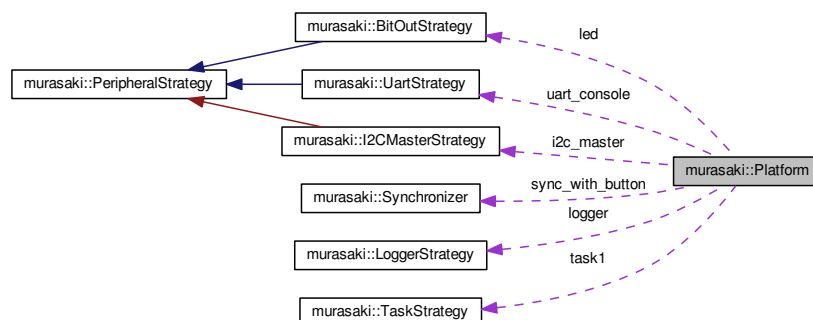 murasaki::BitOutStrategy
led
murasaki::PeripheralStrategy
murasaki::UartStrategy
uart_console
murasaki::I2CMasterStrategy
i2c_master
murasaki::Platform
murasaki::Synchronizer
sync_with_button
logger
murasaki::LoggerStrategy
task1
murasaki::TaskStrategy